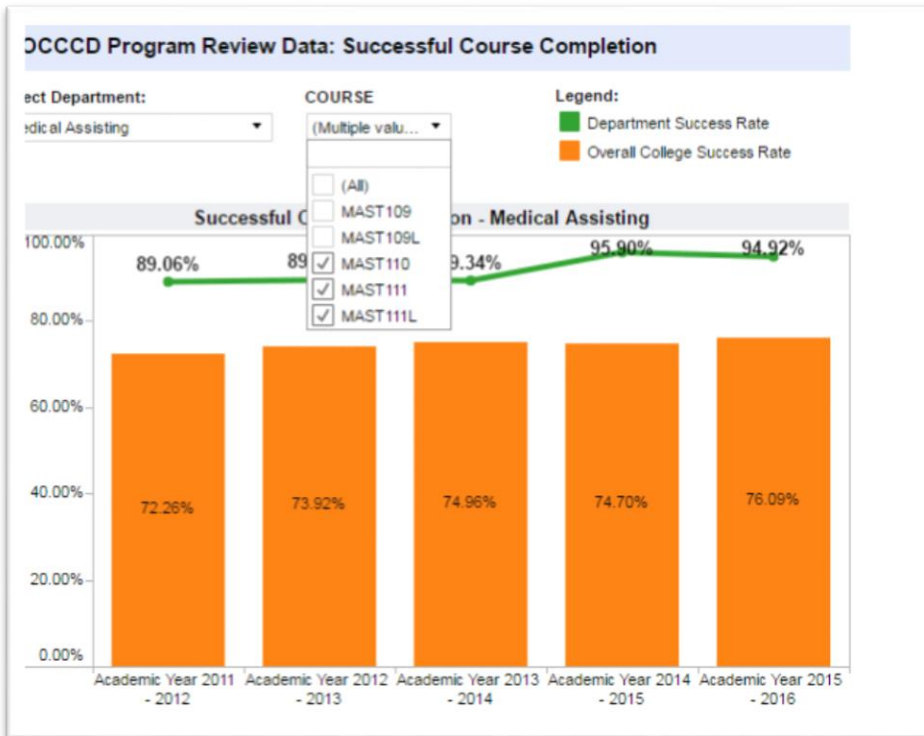 OCCCD Program Review Data: Successful Course Completion
ect Department:
COURSE
Legend:
edical Assisting
(Multiple valu...
Department Success Rate
Overall College Success Rate
(All)
MAST109
MAST109L
MAST110
MAST111
MAST111L
Successful C
on - Medical Assisting
100.00%
80.00%
60.00%
40.00%
20.00%
0.00%
89.06%
89
9.34%
95.90%
94.92%
72.26%
73.92%
74.96%
74.70%
76.09%
Academic Year 2011
- 2012
Academic Year 2012
- 2013
Academic Year 2013
- 2014
Academic Year 2014
- 2015
Academic Year 2015
- 2016